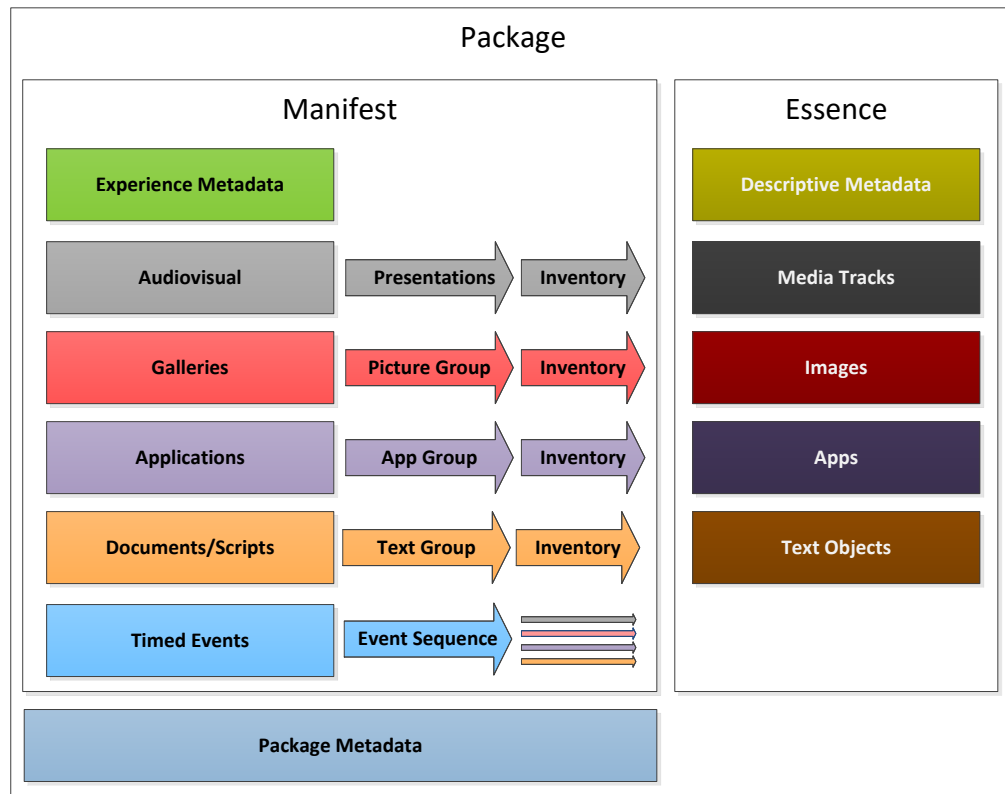 Package
Manifest
Essence
Experience Metadata
Descriptive Metadata
Audiovisual
Presentations
Inventory
Media Tracks
Galleries
Picture Group
Inventory
Images
Applications
App Group
Inventory
Apps
Documents/Scripts
Text Group
Inventory
Text Objects
Timed Events
Event Sequence
Package Metadata